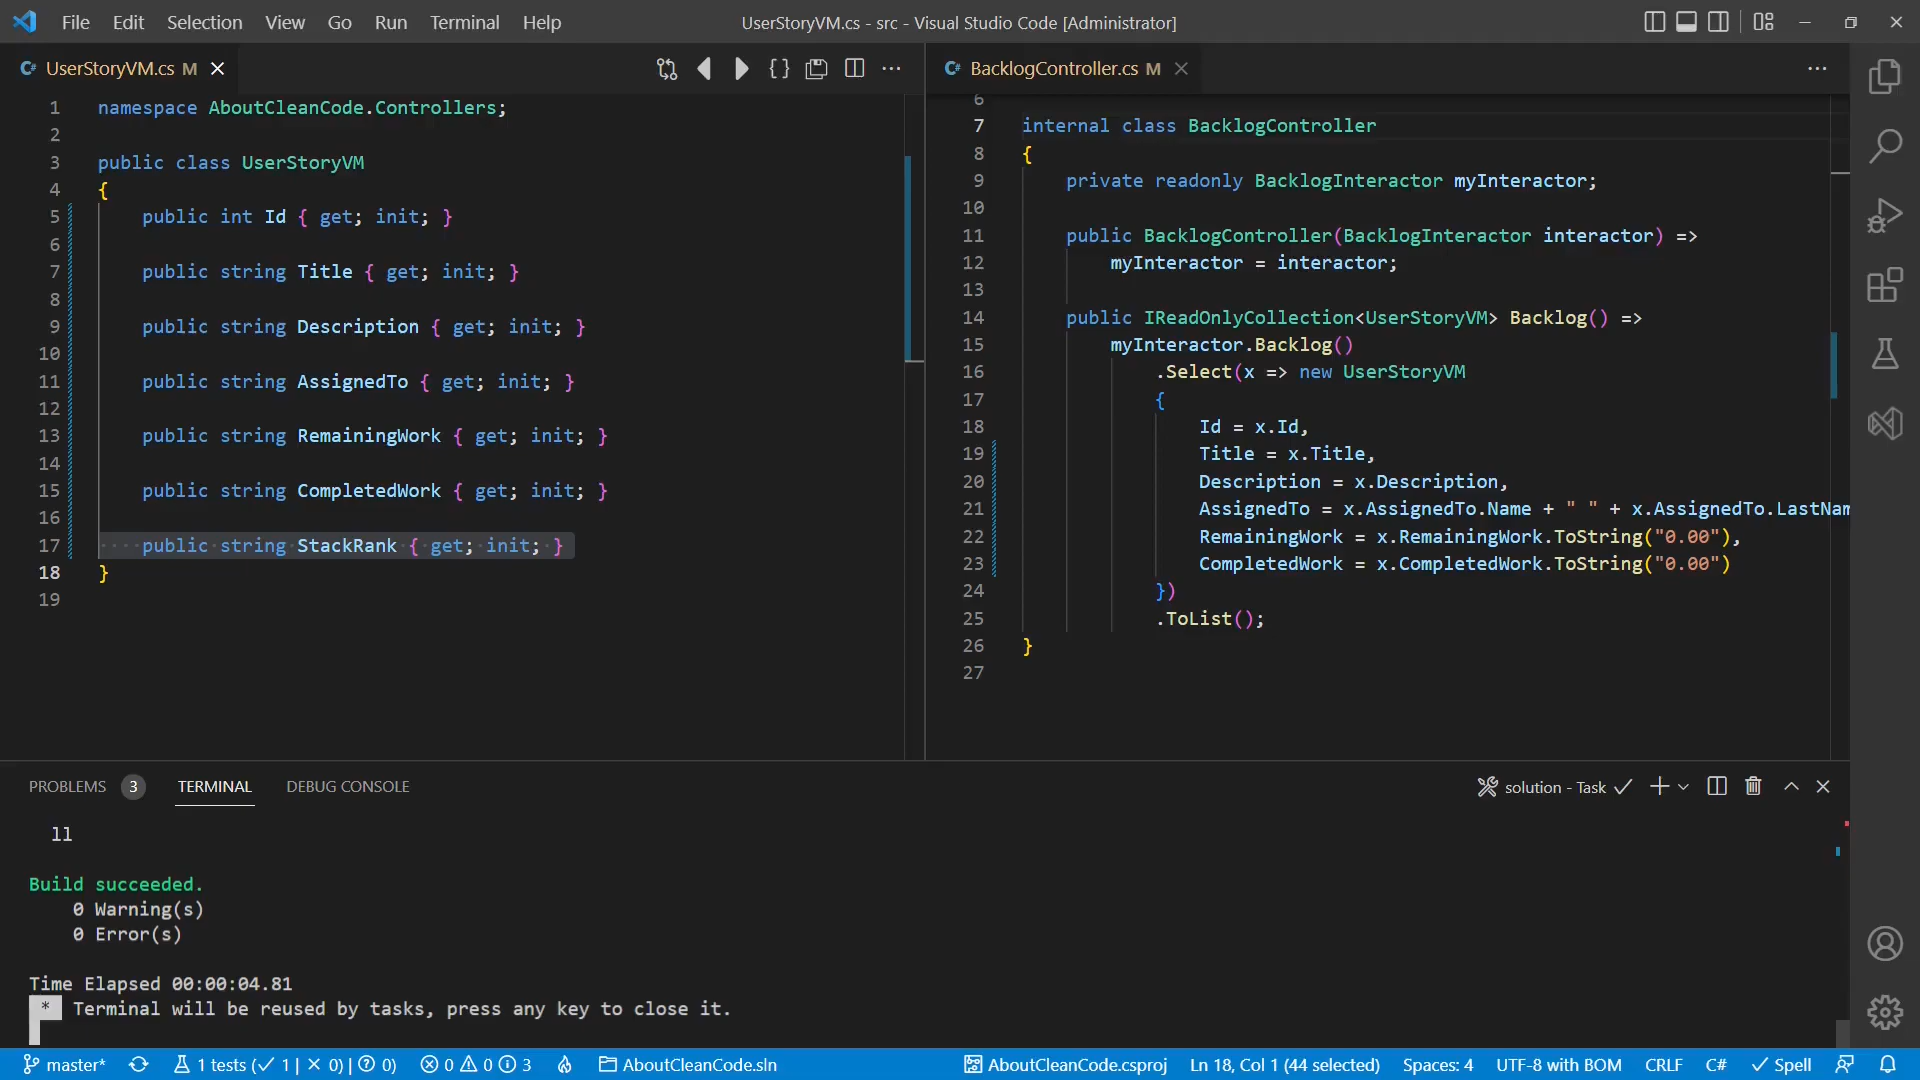 File Edit Selection View Go Run Terminal Help
UserStoryVM.cs - src - Visual Studio Code [Administrator]
C# UserStoryVM.cs M
1 namespace AboutCleanCode.Controllers;
2
3 public class UserStoryVM
4 {
5 public int Id { get; init; }
6
7 public string Title { get; init; }
8
9 public string Description { get; init; }
10
11 public string AssignedTo { get; init; }
12
13 public string RemainingWork { get; init; }
14
15 public string CompletedWork { get; init; }
16
17 ····public·string·StackRank·{·get;·init;·}
18 }
19
C# BacklogController.cs M
6
7 internal class BacklogController
8 {
9 private readonly BacklogInteractor myInteractor;
10
11 public BacklogController(BacklogInteractor interactor) =>
12 myInteractor = interactor;
13
14 public IReadOnlyCollection<UserStoryVM> Backlog() =>
15 myInteractor.Backlog()
16 .Select(x => new UserStoryVM
17 {
18 Id = x.Id,
19 Title = x.Title,
20 Description = x.Description,
21 AssignedTo = x.AssignedTo.Name + " " + x.AssignedTo.LastNam
22 RemainingWork = x.RemainingWork.ToString("0.00"),
23 CompletedWork = x.CompletedWork.ToString("0.00")
24 })
25 .ToList();
26 }
27
PROBLEMS 3 TERMINAL DEBUG CONSOLE
solution - Task
ll
Build succeeded.
0 Warning(s)
0 Error(s)
Time Elapsed 00:00:04.81
* Terminal will be reused by tasks, press any key to close it.
master* 1 tests (✓ 1 | ✕ 0) | ? 0) 0 0 3 AboutCleanCode.sln
AboutCleanCode.csproj Ln 18, Col 1 (44 selected) Spaces: 4 UTF-8 with BOM CRLF C# ✓ Spell